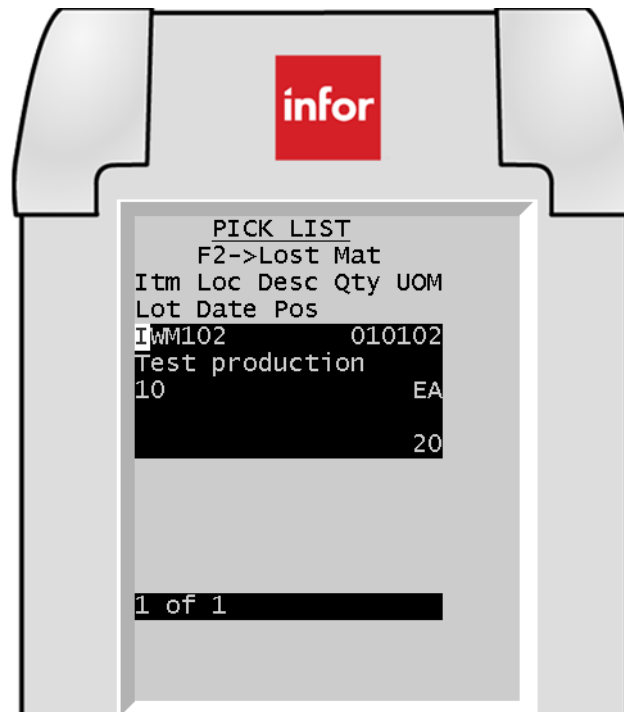 infor
PICK LIST
F2->Lost Mat
Itm Loc Desc Qty UOM
Lot Date Pos
IWM102 010102
Test production
10 EA
20
1 of 1